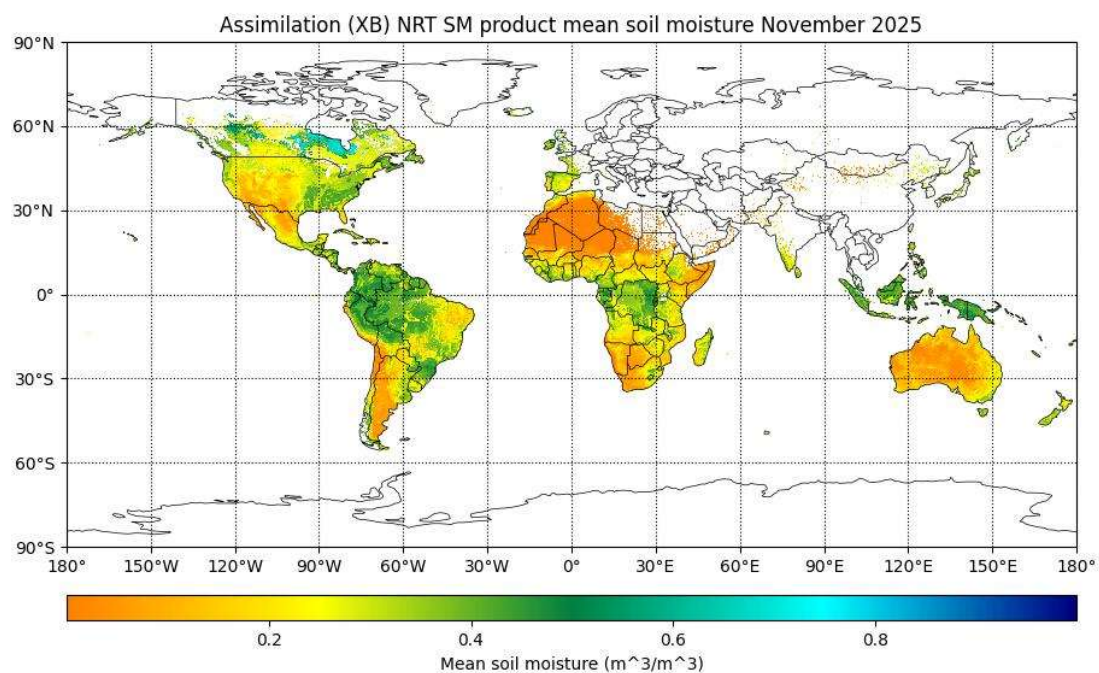 Assimilation (XB) NRT SM product mean soil moisture November 2025
90°N
60°N
30°N
0°
30°S
60°S
90°S
180° 150°W 120°W 90°W 60°W 30°W 0° 30°E 60°E 90°E 120°E 150°E 180°
0.2 0.4 0.6 0.8
Mean soil moisture (m^3/m^3)